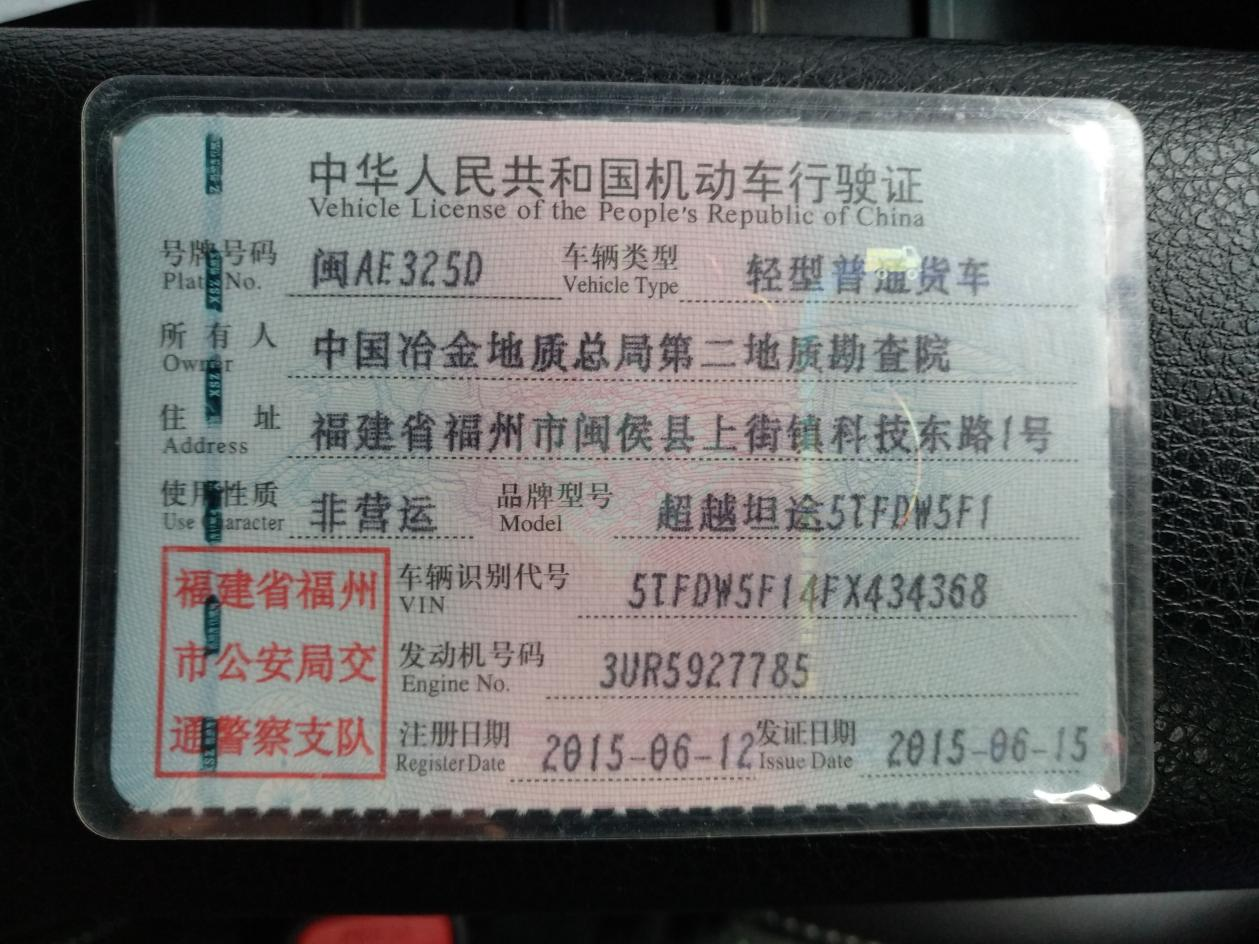 中华人民共和国机动车行驶证
Vehicle License of the People's Republic of China
号牌号码 闽AE325D 车辆类型 轻型普通货车
Plate No. Vehicle Type
所有人 中国冶金地质总局第二地质勘查院
Owner
住址 福建省福州市闽侯县上街镇科技东路1号
Address
使用性质 非营运 品牌型号 超越坦途5TFDW5F1
Use Character Model
福建省福州
市公安局交
通警察支队
车辆识别代号 5TFDW5F14FX434368
VIN
发动机号码 3UR5927785
Engine No.
注册日期 2015-06-12 发证日期 2015-06-15
Register Date Issue Date